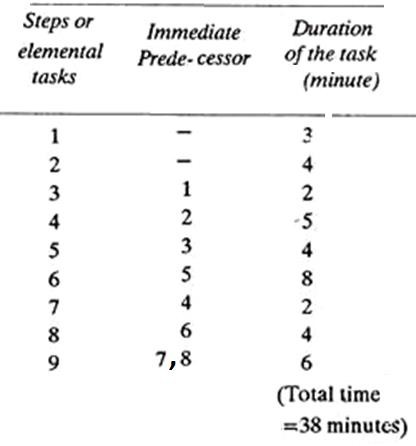 Steps or elemental tasks Immediate Prede- cessor Duration of the task (minute)
1 – 3
2 – 4
3 1 2
4 2 5
5 3 4
6 5 8
7 4 2
8 6 4
9 7,8 6
(Total time
=38 minutes)